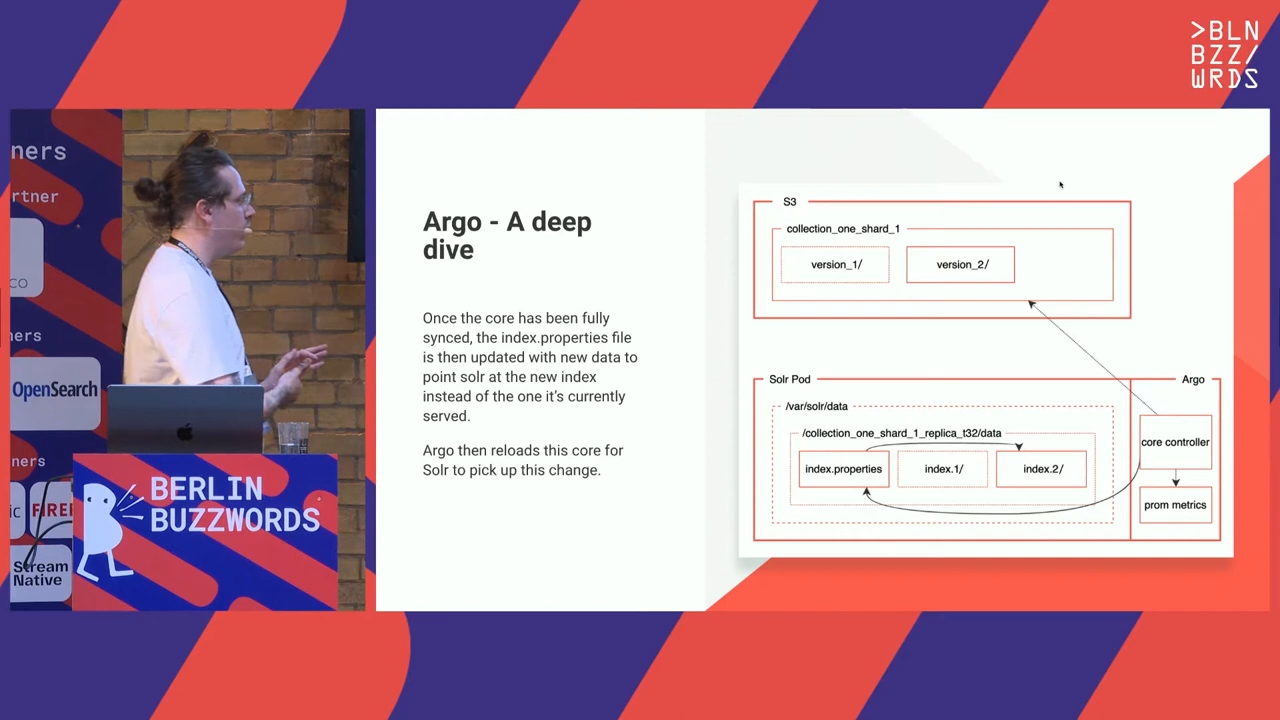 >BLN
BZZ/
WRDS
ners
rtner
CO
ners
OpenSearch
ners
ic
FIREE
Stream
Native
BERLIN
BUZZWORDS
Argo - A deep
dive
Once the core has been fully
synced, the index.properties file
is then updated with new data to
point solr at the new index
instead of the one it's currently
served.
Argo then reloads this core for
Solr to pick up this change.
S3
collection_one_shard_1
version_1/
version_2/
Solr Pod
Argo
/var/solr/data
/collection_one_shard_1_replica_t32/data
index.properties
index.1/
index.2/
core controller
prom metrics